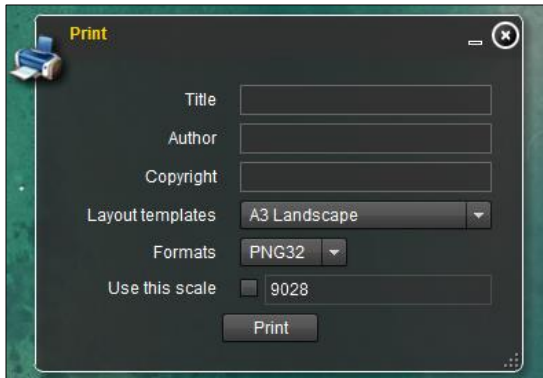 Print
Title
Author
Copyright
Layout templates A3 Landscape
Formats PNG32
Use this scale 9028
Print